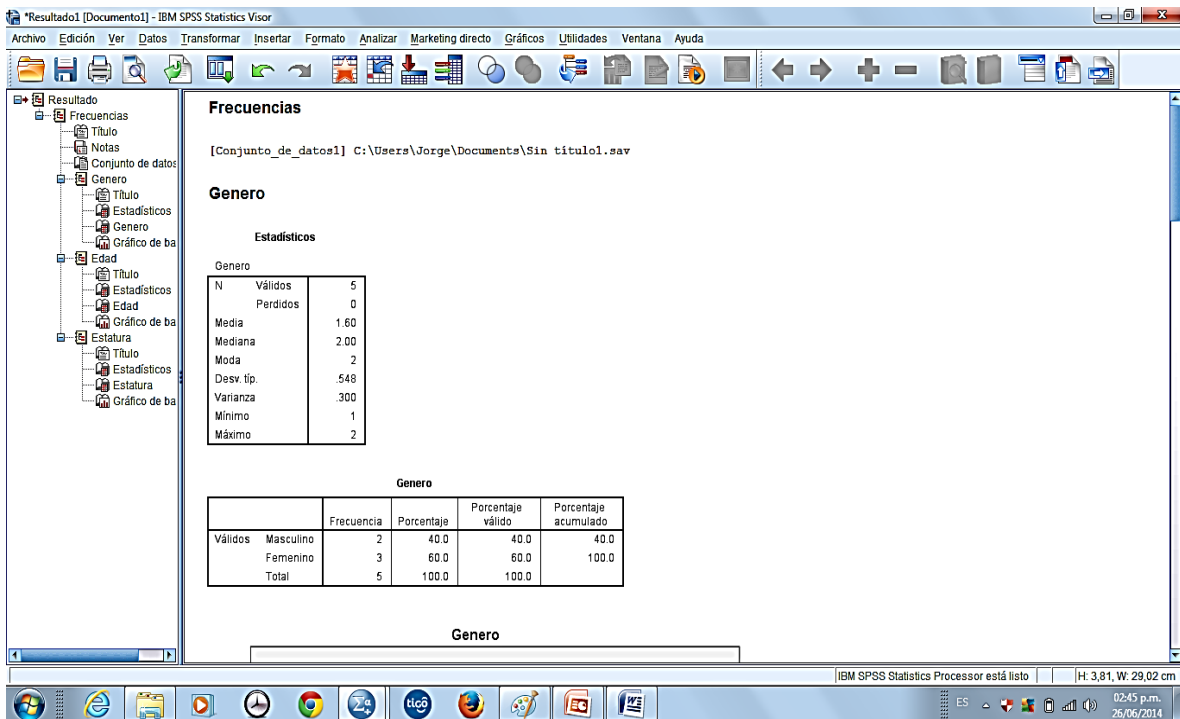 *Resultado1 [Documento1] - IBM SPSS Statistics Visor
Archivo Edición Ver Datos Transformar Insertar Formato Analizar Marketing directo Gráficos Utilidades Ventana Ayuda
Resultado
Frecuencias
Título
Notas
Conjunto de datos
Genero
Título
Estadísticos
Genero
Gráfico de ba
Edad
Título
Estadísticos
Edad
Gráfico de ba
Estatura
Título
Estadísticos
Estatura
Gráfico de ba
Frecuencias
[Conjunto_de_datos1] C:\Users\Jorge\Documents\Sin título1.sav
Genero
Estadísticos
Genero
N Válidos 5
Perdidos 0
Media 1.60
Mediana 2.00
Moda 2
Desv. típ. .548
Varianza .300
Mínimo 1
Máximo 2
Genero
Frecuencia Porcentaje Porcentaje válido Porcentaje acumulado
Válidos Masculino 2 40.0 40.0 40.0
Femenino 3 60.0 60.0 100.0
Total 5 100.0 100.0
Genero
IBM SPSS Statistics Processor está listo H: 3,81, W: 29,02 cm
tigo ES 02:45 p.m.
26/06/2014